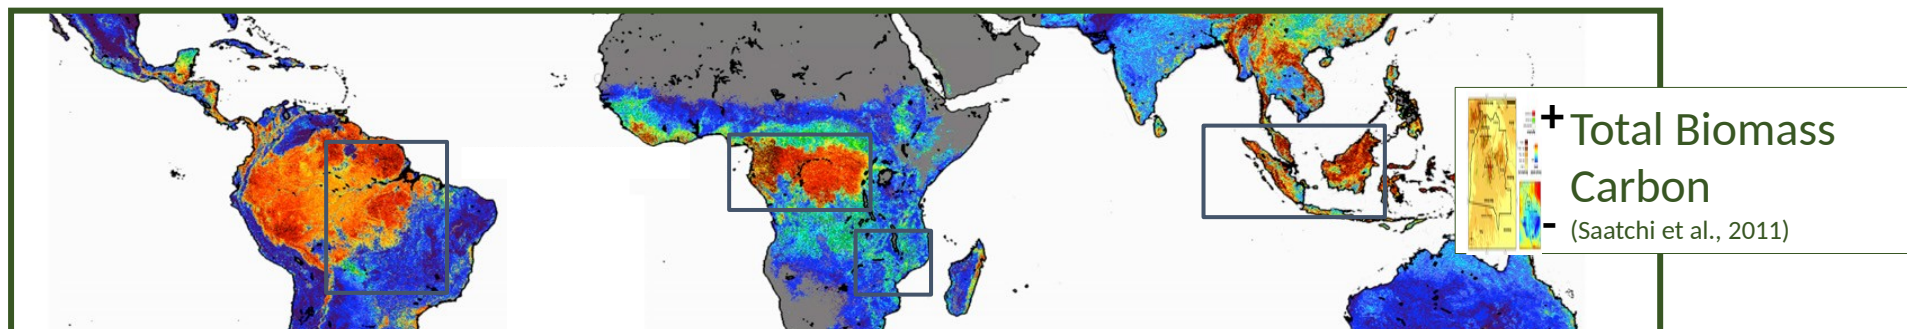 +
Total Biomass
Carbon
-
(Saatchi et al., 2011)